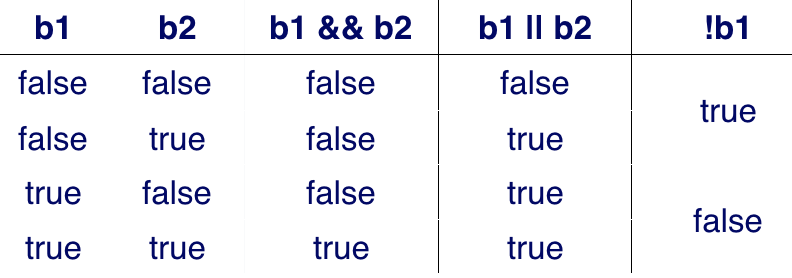 b1 b2 b1 && b2 b1 || b2 !b1
false false false false
true
false true false true
true false false true
false
true true true true